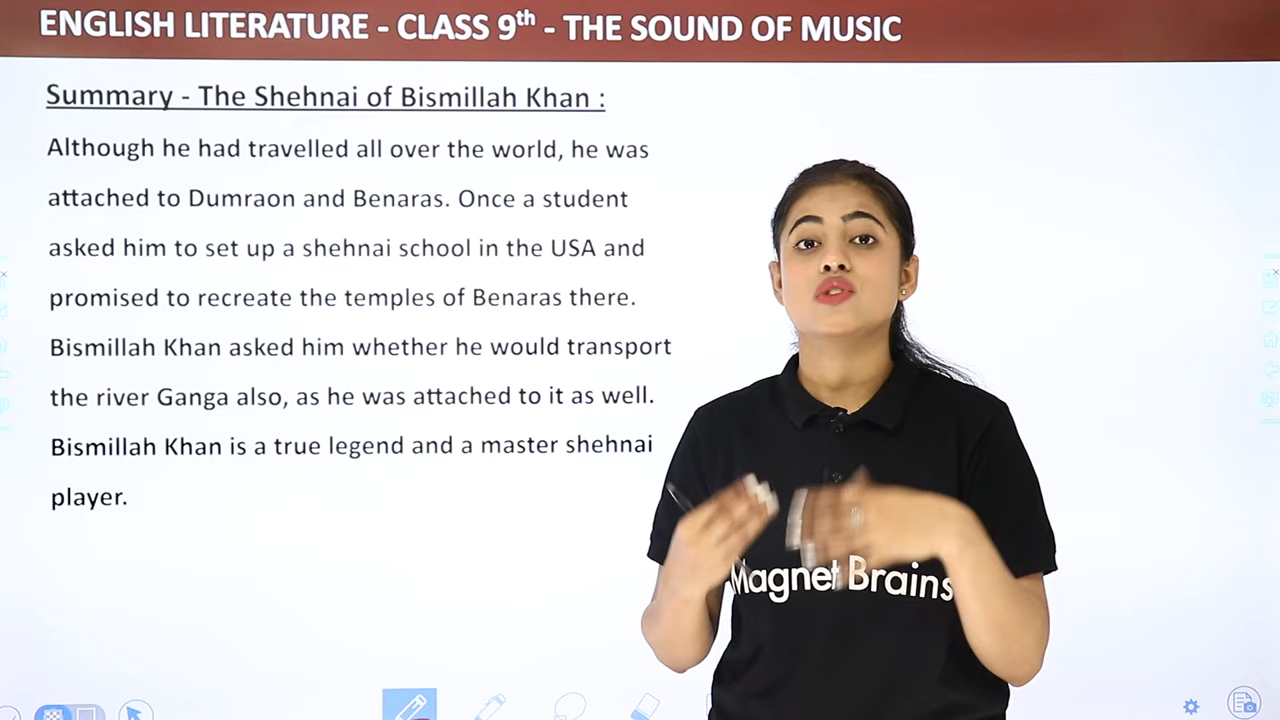 ENGLISH LITERATURE - CLASS 9th - THE SOUND OF MUSIC
Summary - The Shehnai of Bismillah Khan :
Although he had travelled all over the world, he was
attached to Dumraon and Benaras. Once a student
asked him to set up a shehnai school in the USA and
promised to recreate the temples of Benaras there.
Bismillah Khan asked him whether he would transport
the river Ganga also, as he was attached to it as well.
Bismillah Khan is a true legend and a master shehnai
player.
Magnet Brains